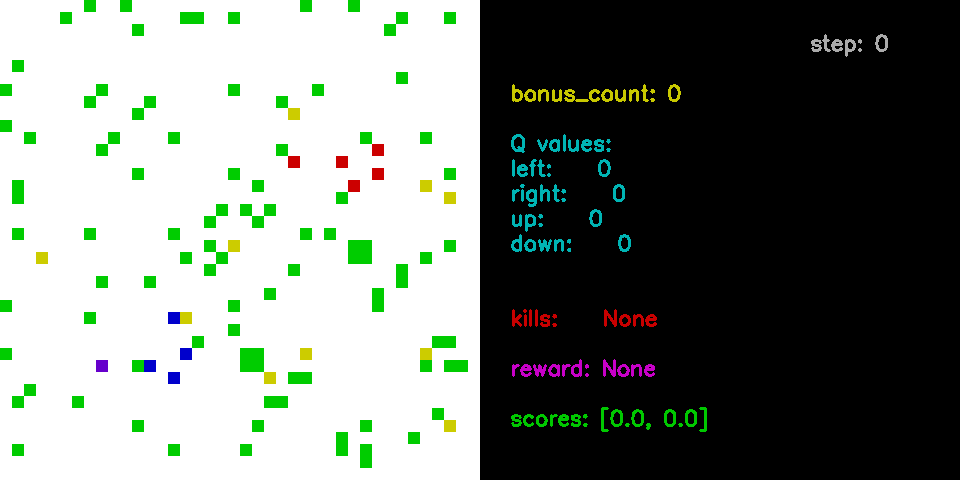 step: 0
bonus_count: 0
Q values:
left: 0
right: 0
up: 0
down: 0
kills: None
reward: None
scores: [0.0, 0.0]